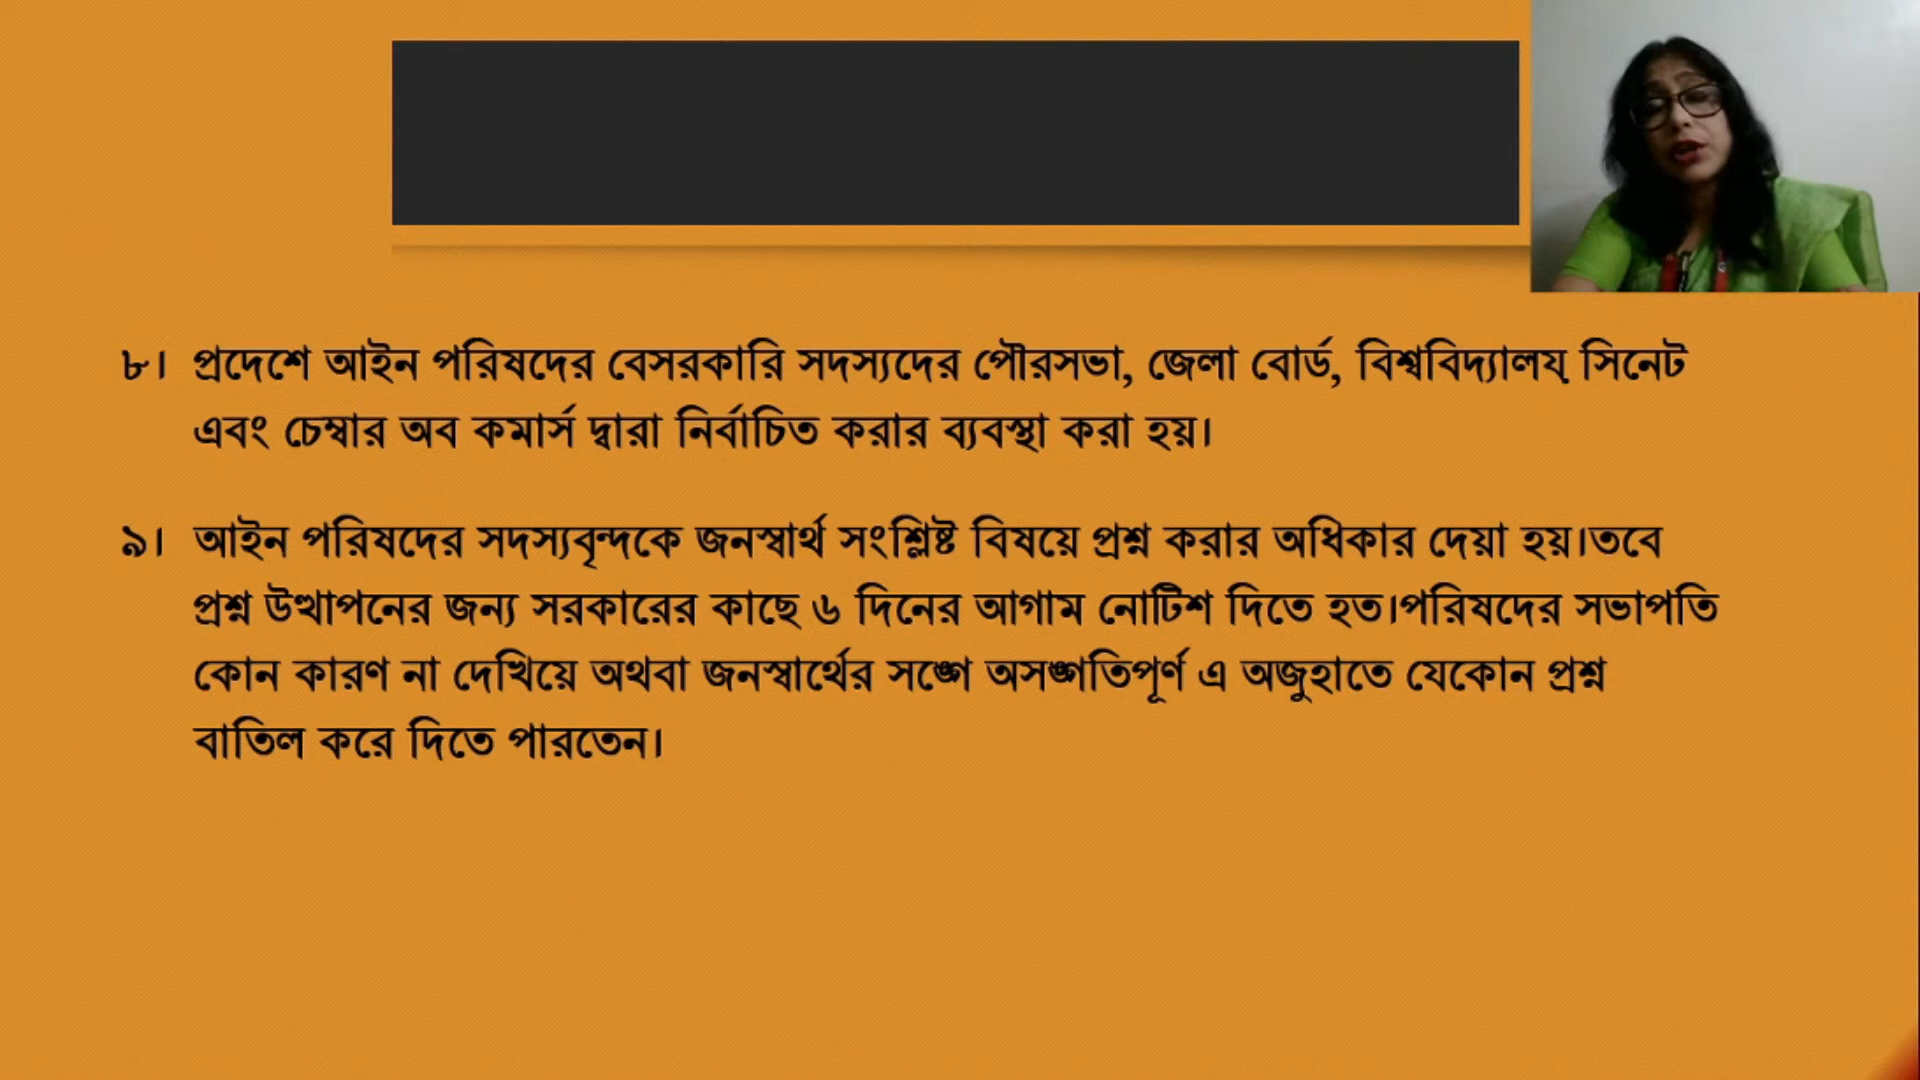 ৮। প্রদেশে আইন পরিষদের বেসরকারি সদস্যদের পৌরসভা, জেলা বোর্ড, বিশ্ববিদ্যালয্ সিনেট
এবং চেম্বার অব কমার্স দ্বারা নির্বাচিত করার ব্যবস্থা করা হয়।
৯। আইন পরিষদের সদস্যবৃন্দকে জনস্বার্থ সংশ্লিষ্ট বিষয়ে প্রশ্ন করার অধিকার দেয়া হয়।তবে
প্রশ্ন উত্থাপনের জন্য সরকারের কাছে ৬ দিনের আগাম নোটিশ দিতে হত।পরিষদের সভাপতি
কোন কারণ না দেখিয়ে অথবা জনস্বার্থের সঙ্গে অসঙ্গতিপূর্ণ এ অজুহাতে যেকোন প্রশ্ন
বাতিল করে দিতে পারতেন।